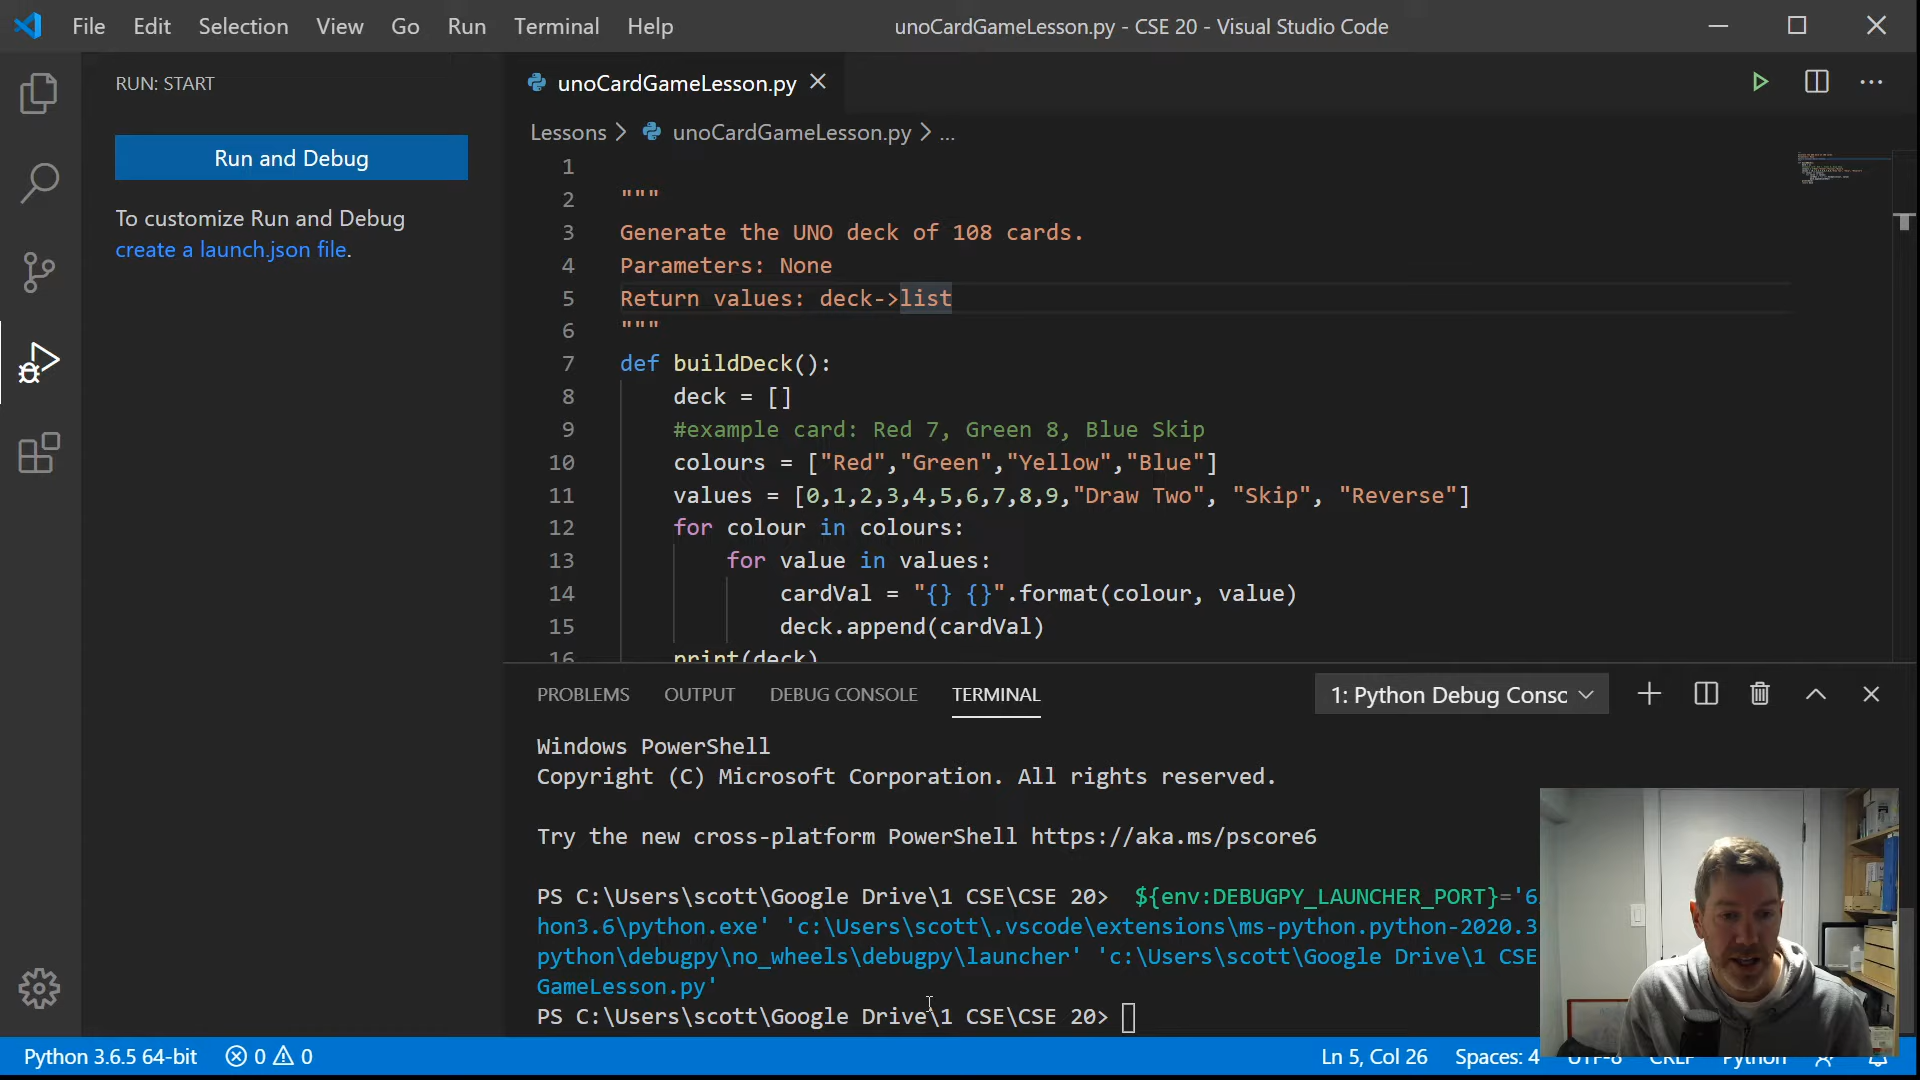 File Edit Selection View Go Run Terminal Help unoCardGameLesson.py - CSE 20 - Visual Studio Code
RUN: START
Run and Debug
To customize Run and Debug
create a launch.json file.
unoCardGameLesson.py
Lessons > unoCardGameLesson.py > ...
1
2 """
3 Generate the UNO deck of 108 cards.
4 Parameters: None
5 Return values: deck->list
6 """
7 def buildDeck():
8 deck = []
9 #example card: Red 7, Green 8, Blue Skip
10 colours = ["Red","Green","Yellow","Blue"]
11 values = [0,1,2,3,4,5,6,7,8,9,"Draw Two", "Skip", "Reverse"]
12 for colour in colours:
13 for value in values:
14 cardVal = "{} {}".format(colour, value)
15 deck.append(cardVal)
16 print(deck)
PROBLEMS OUTPUT DEBUG CONSOLE TERMINAL 1: Python Debug Consc
Windows PowerShell
Copyright (C) Microsoft Corporation. All rights reserved.
Try the new cross-platform PowerShell https://aka.ms/pscore6
PS C:\Users\scott\Google Drive\1 CSE\CSE 20> ${env:DEBUGPY_LAUNCHER_PORT}='6
hon3.6\python.exe' 'c:\Users\scott\.vscode\extensions\ms-python.python-2020.3
python\debugpy\no_wheels\debugpy\launcher' 'c:\Users\scott\Google Drive\1 CSE
GameLesson.py'
PS C:\Users\scott\Google Drive\1 CSE\CSE 20>
Python 3.6.5 64-bit 0 0 Ln 5, Col 26 Spaces: 4 UTF-8 CRLF Python